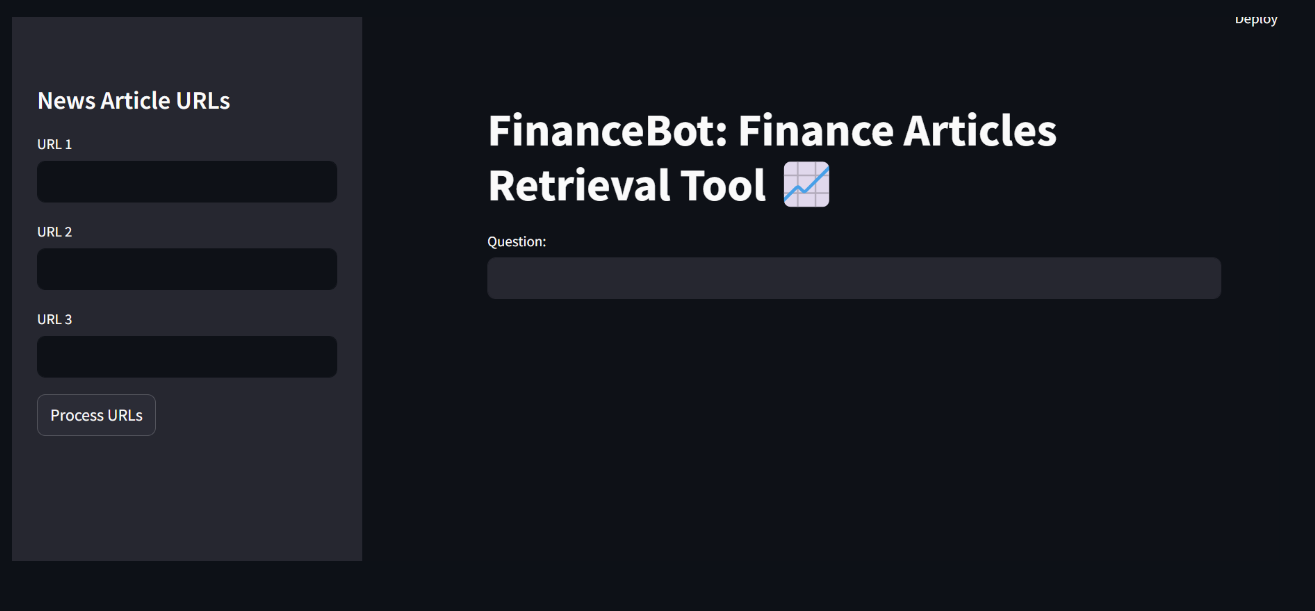 Deploy
News Article URLs
URL 1
URL 2
URL 3
Process URLs
FinanceBot: Finance Articles
Retrieval Tool
Question: